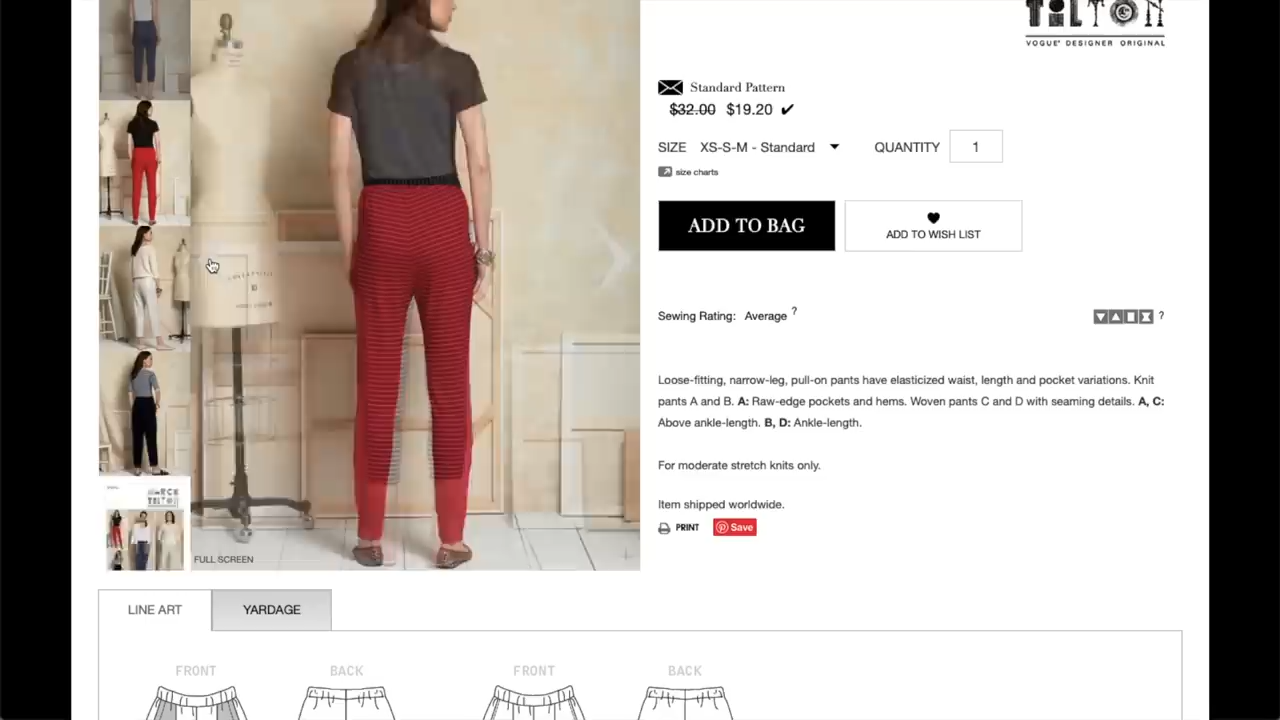 TILTON
VOGUE® DESIGNER ORIGINAL
Standard Pattern
$32.00 $19.20 ✔
SIZE XS-S-M - Standard QUANTITY 1
size charts
ADD TO BAG
ADD TO WISH LIST
Sewing Rating: Average ?
?
Loose-fitting, narrow-leg, pull-on pants have elasticized waist, length and pocket variations. Knit
pants A and B. A: Raw-edge pockets and hems. Woven pants C and D with seaming details. A, C:
Above ankle-length. B, D: Ankle-length.
For moderate stretch knits only.
Item shipped worldwide.
PRINT Save
FULL SCREEN
LINE ART YARDAGE
FRONT BACK FRONT BACK